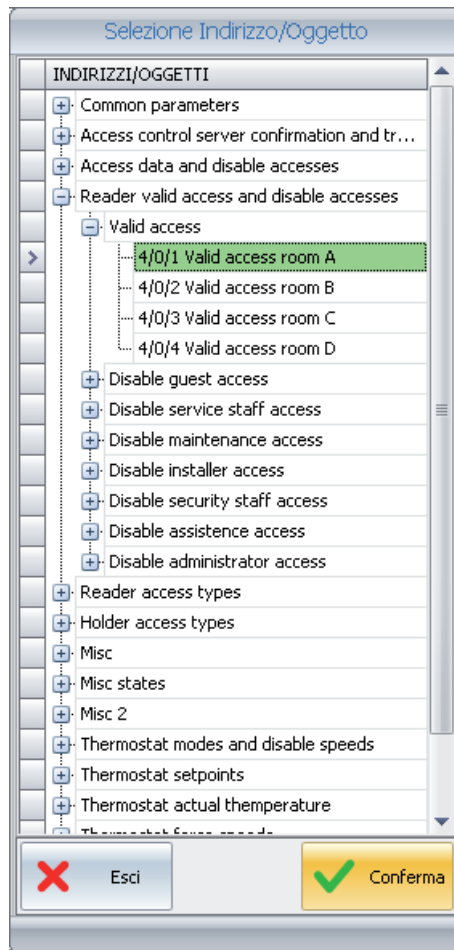 Selezione Indirizzo/Oggetto
INDIRIZZI/OGGETTI
Common parameters
Access control server confirmation and tr...
Access data and disable accesses
Reader valid access and disable accesses
Valid access
4/0/1 Valid access room A
4/0/2 Valid access room B
4/0/3 Valid access room C
4/0/4 Valid access room D
Disable guest access
Disable service staff access
Disable maintenance access
Disable installer access
Disable security staff access
Disable assistence access
Disable administrator access
Reader access types
Holder access types
Misc
Misc states
Misc 2
Thermostat modes and disable speeds
Thermostat setpoints
Thermostat actual themperature
Thermostat force speeds
Esci
Conferma